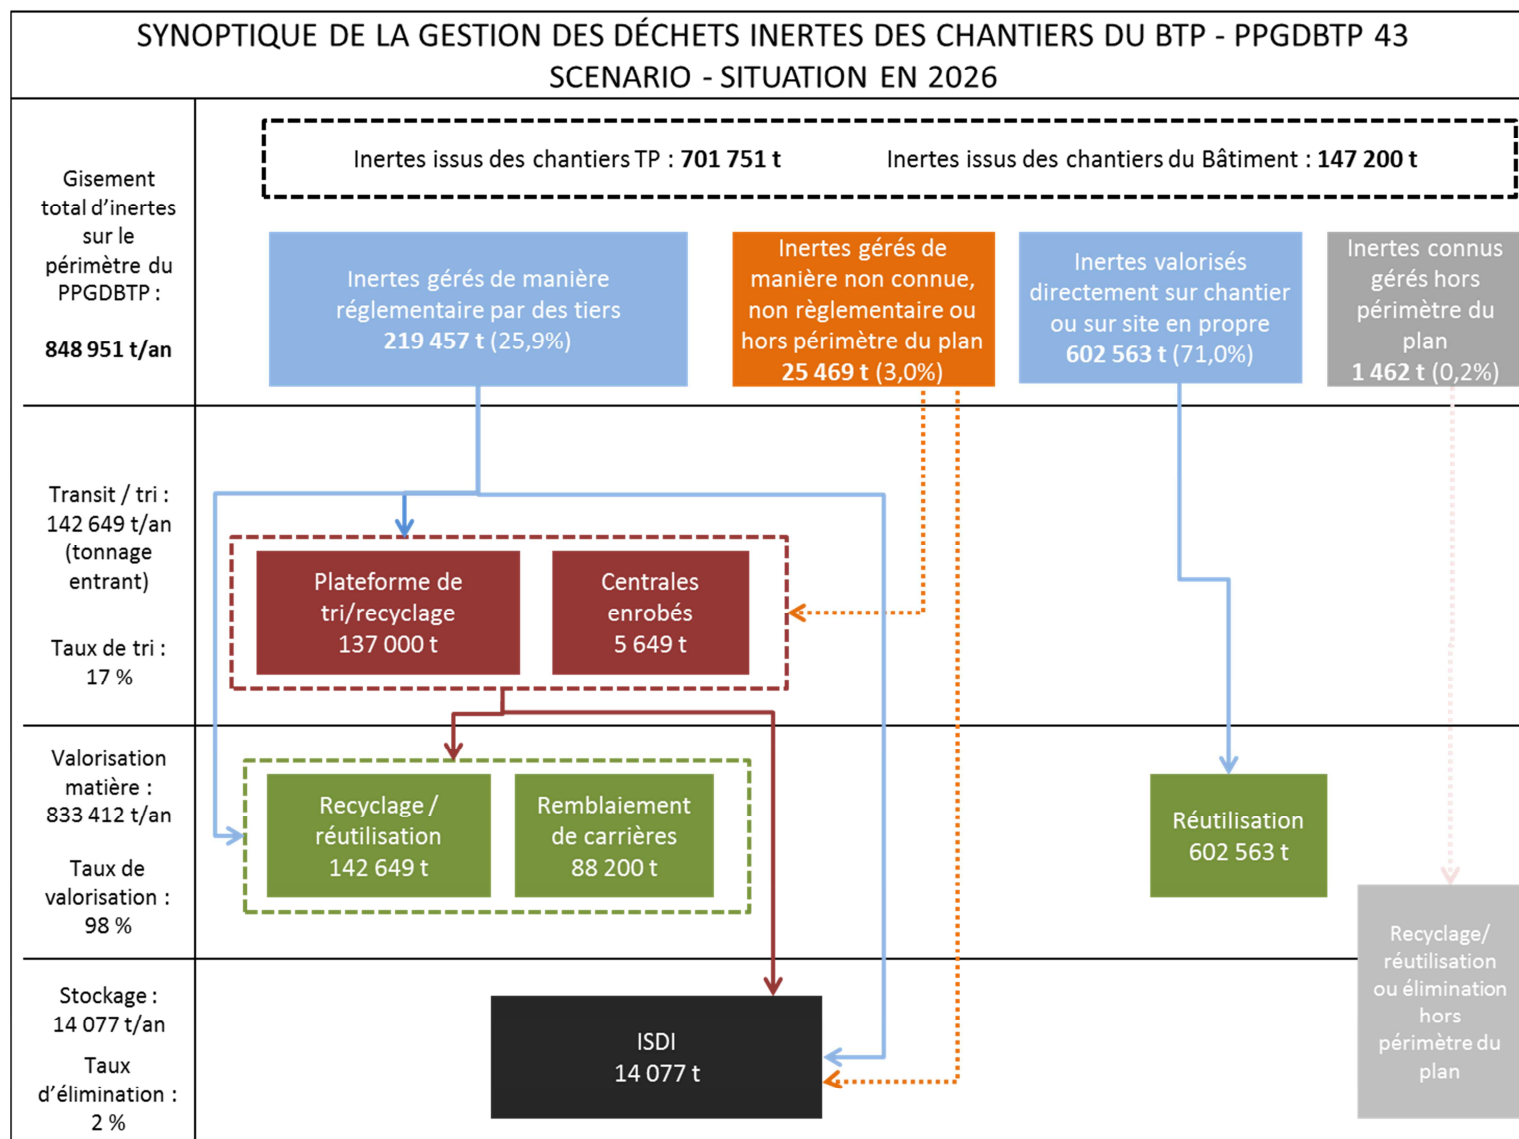 SYNOPTIQUE DE LA GESTION DES DÉCHETS INERTES DES CHANTIERS DU BTP - PPGDBTP 43
SCENARIO - SITUATION EN 2026
Gisement
total d'inertes
sur le
périmètre du
PPGDBTP :
848 951 t/an
Inertes issus des chantiers TP : 701 751 t
Inertes issus des chantiers du Bâtiment : 147 200 t
Inertes gérés de manière
réglementaire par des tiers
219 457 t (25,9%)
Inertes gérés de
manière non connue,
non règlementaire ou
hors périmètre du plan
25 469 t (3,0%)
Inertes valorisés
directement sur chantier
ou sur site en propre
602 563 t (71,0%)
Inertes connus
gérés hors
périmètre du
plan
1 462 t (0,2%)
Transit / tri :
142 649 t/an
(tonnage
entrant)
Taux de tri :
17 %
Plateforme de
tri/recyclage
137 000 t
Centrales
enrobés
5 649 t
Valorisation
matière :
833 412 t/an
Taux de
valorisation :
98 %
Recyclage /
réutilisation
142 649 t
Remblaiement
de carrières
88 200 t
Réutilisation
602 563 t
Recyclage/
réutilisation
ou élimination
hors
périmètre du
plan
Stockage :
14 077 t/an
Taux
d'élimination :
2 %
ISDI
14 077 t